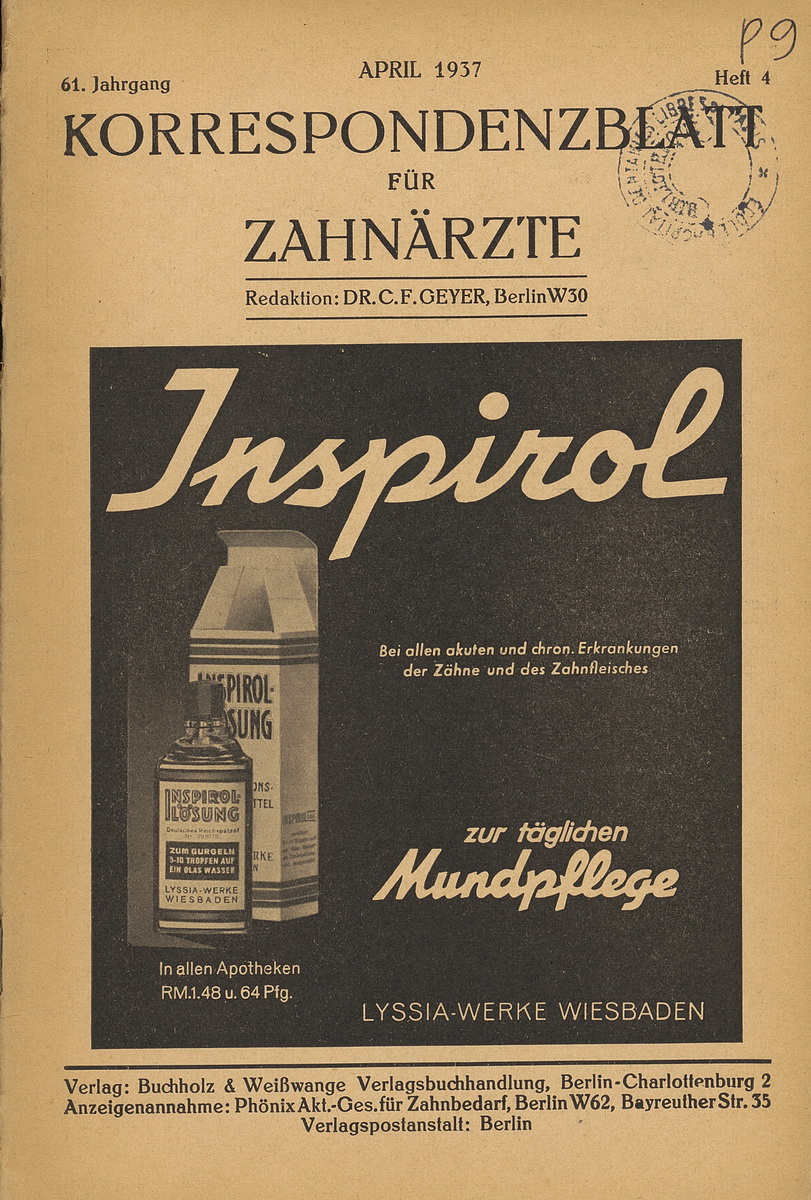 P9
61. Jahrgang
APRIL 1937
Heft 4
KORRESPONDENZBLATT
FÜR
ZAHNÄRZTE
Redaktion: DR. C. F. GEYER, Berlin W30
Inspirol
INSPIROL-
Bei allen akuten und chron. Erkrankungen
der Zähne und des Zahnfleisches
INSPIROL-
LÖSUNG
Deutsches Reichspatent
ZUM GURGELN
5-10 TROPFEN AUF
EIN GLAS WASSER
LYSSIA-WERKE
WIESBADEN
zur täglichen
Mundpflege
In allen Apotheken
RM.1.48 u. 64 Pfg.
LYSSIA-WERKE WIESBADEN
Verlag: Buchholz & Weißwange Verlagsbuchhandlung, Berlin-Charlottenburg 2
Anzeigenannahme: Phönix Akt.-Ges. für Zahnbedarf, Berlin W62, Bayreuther Str. 35
Verlagspostanstalt: Berlin